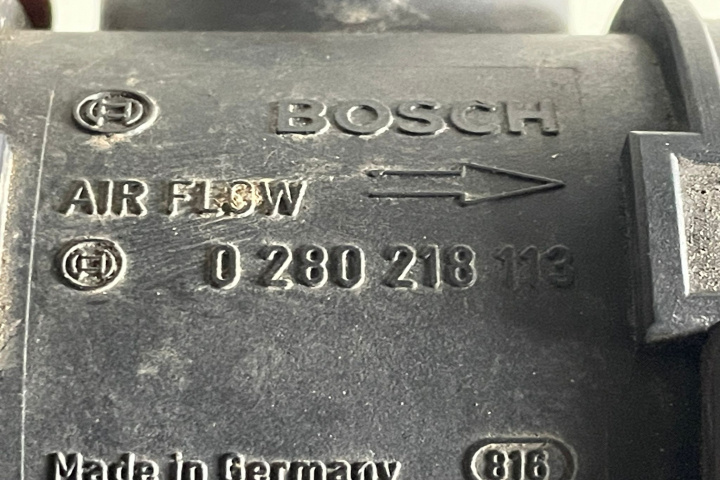 BOSCH
AIR FLOW
0 280 218 113
Made in Germany 816